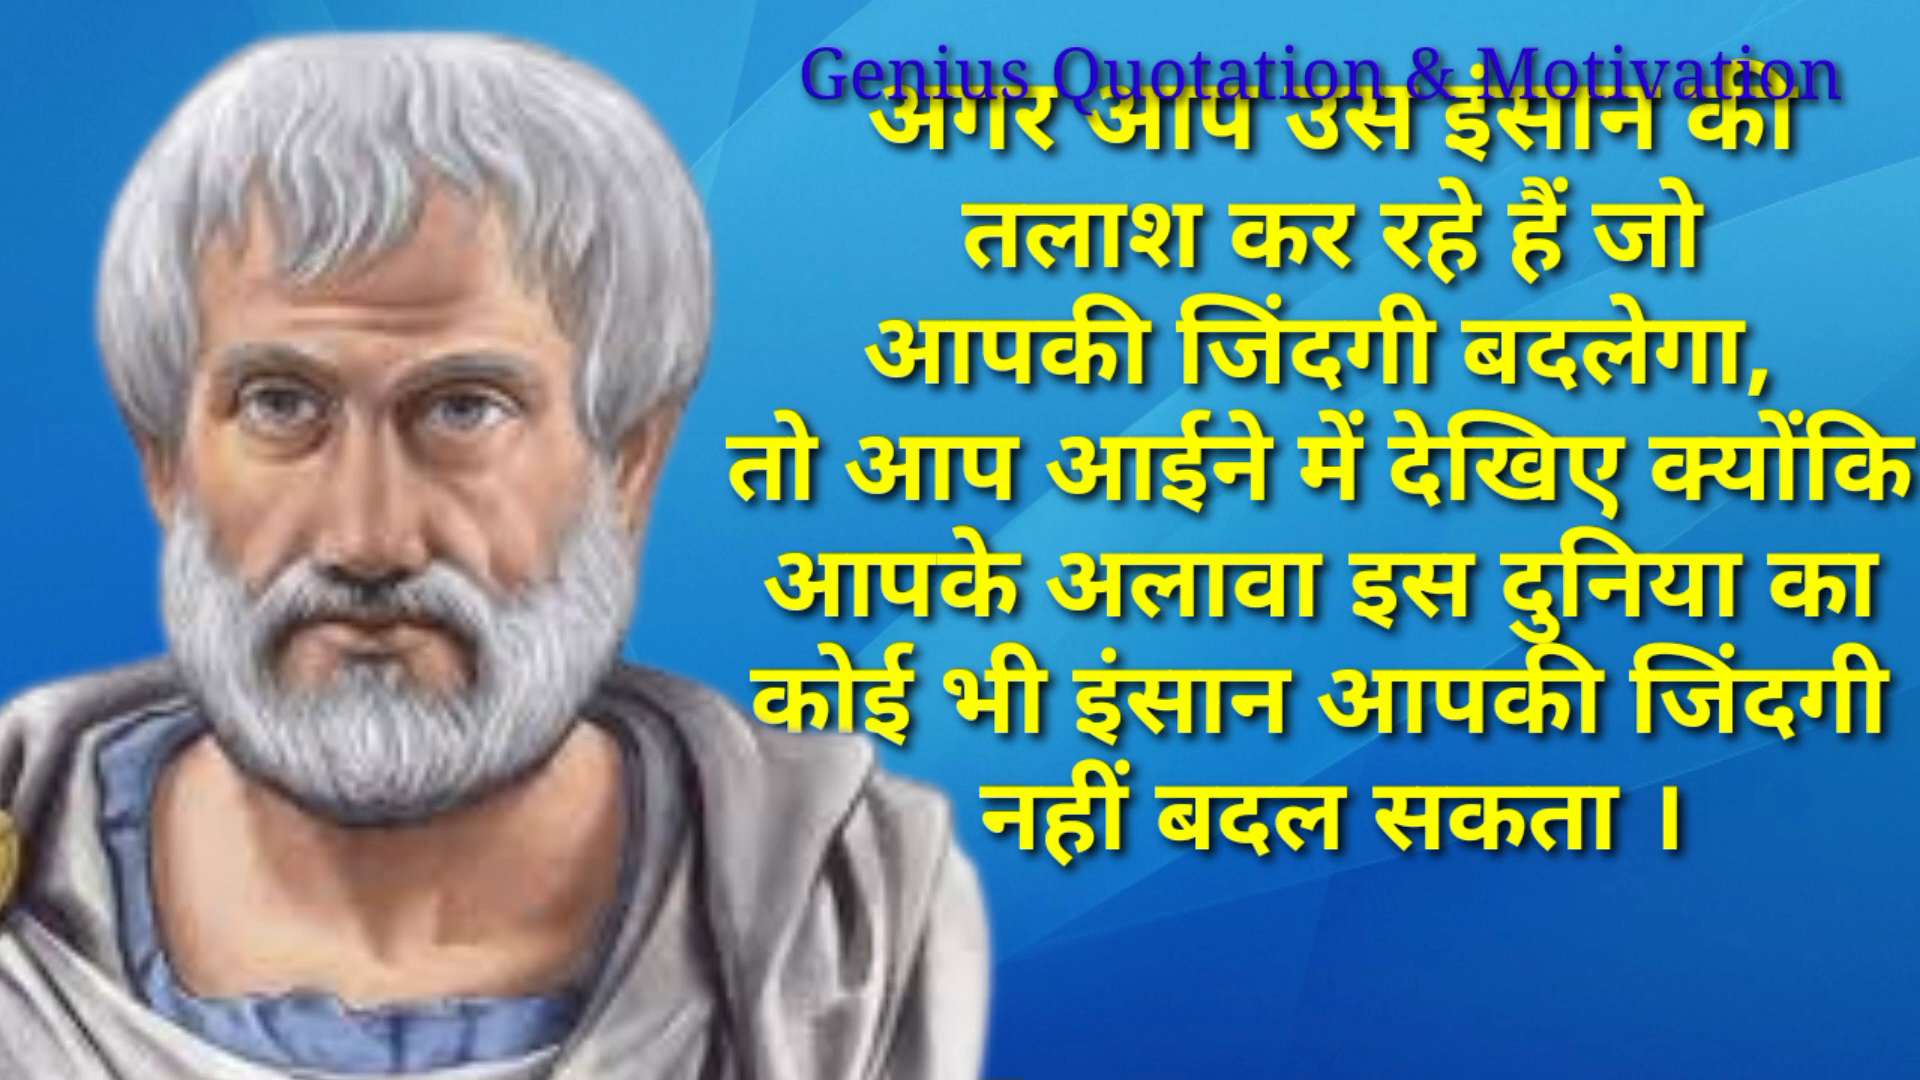 Genius Quotation & Motivation
अगर आप उस इंसान की
तलाश कर रहे हैं जो
आपकी जिंदगी बदलेगा,
तो आप आईने में देखिए क्योंकि
आपके अलावा इस दुनिया का
कोई भी इंसान आपकी जिंदगी
नहीं बदल सकता ।